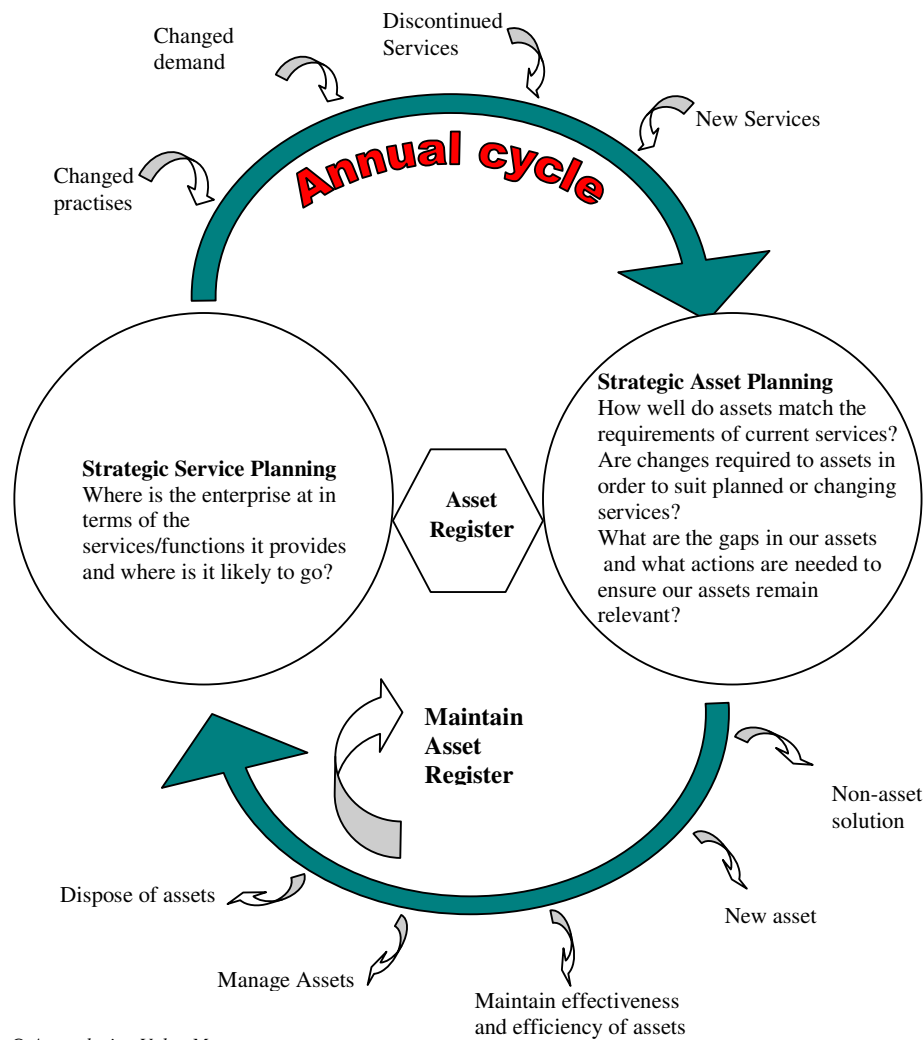 Changed
demand
Discontinued
Services
New Services
Changed
practises
Annual cycle
Strategic Service Planning
Where is the enterprise at in
terms of the
services/functions it provides
and where is it likely to go?
Asset
Register
Strategic Asset Planning
How well do assets match the
requirements of current services?
Are changes required to assets in
order to suit planned or changing
services?
What are the gaps in our assets
and what actions are needed to
ensure our assets remain
relevant?
Maintain
Asset
Register
Non-asset
solution
New asset
Maintain effectiveness
and efficiency of assets
Manage Assets
Dispose of assets